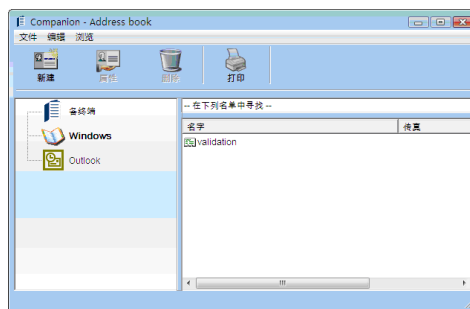 Companion - Address book
文件 编辑 浏览
新建 属性 删除 打印
各终端
Windows
Outlook
-- 在下列名单中寻找 --
名字 传真
validation